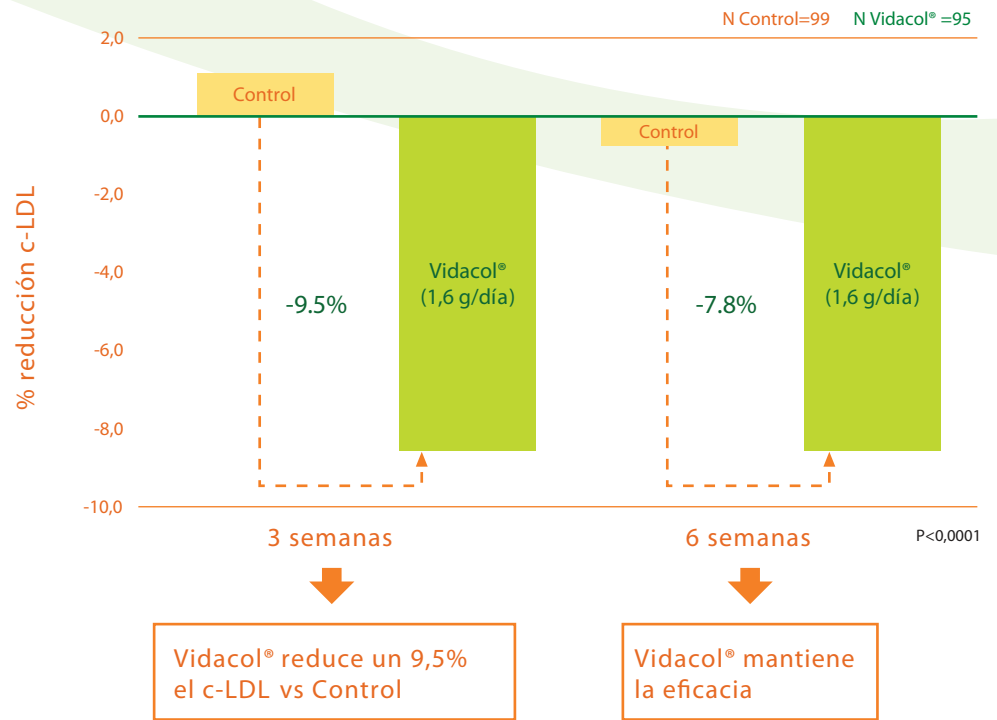 N Control=99 N Vidacol® =95
2,0
0,0
-2,0
-4,0
-6,0
-8,0
-10,0
% reducción c-LDL
Control
-9.5%
Vidacol®
(1,6 g/día)
Control
-7.8%
Vidacol®
(1,6 g/día)
3 semanas
6 semanas
P<0,0001
Vidacol® reduce un 9,5%
el c-LDL vs Control
Vidacol® mantiene
la eficacia